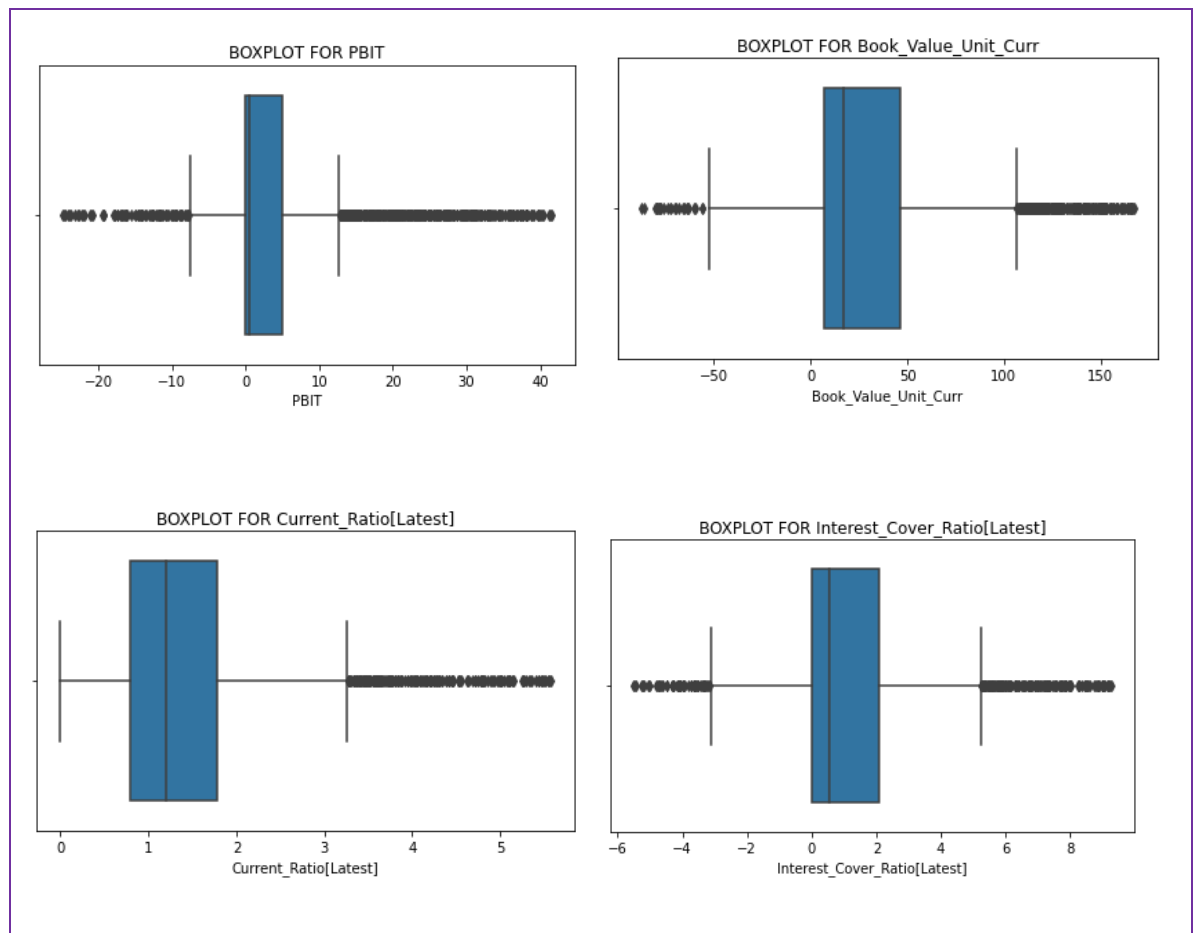 BOXPLOT FOR PBIT
−20 −10 0 10 20 30 40
PBIT
BOXPLOT FOR Book_Value_Unit_Curr
−50 0 50 100 150
Book_Value_Unit_Curr
BOXPLOT FOR Current_Ratio[Latest]
0 1 2 3 4 5
Current_Ratio[Latest]
BOXPLOT FOR Interest_Cover_Ratio[Latest]
−6 −4 −2 0 2 4 6 8
Interest_Cover_Ratio[Latest]